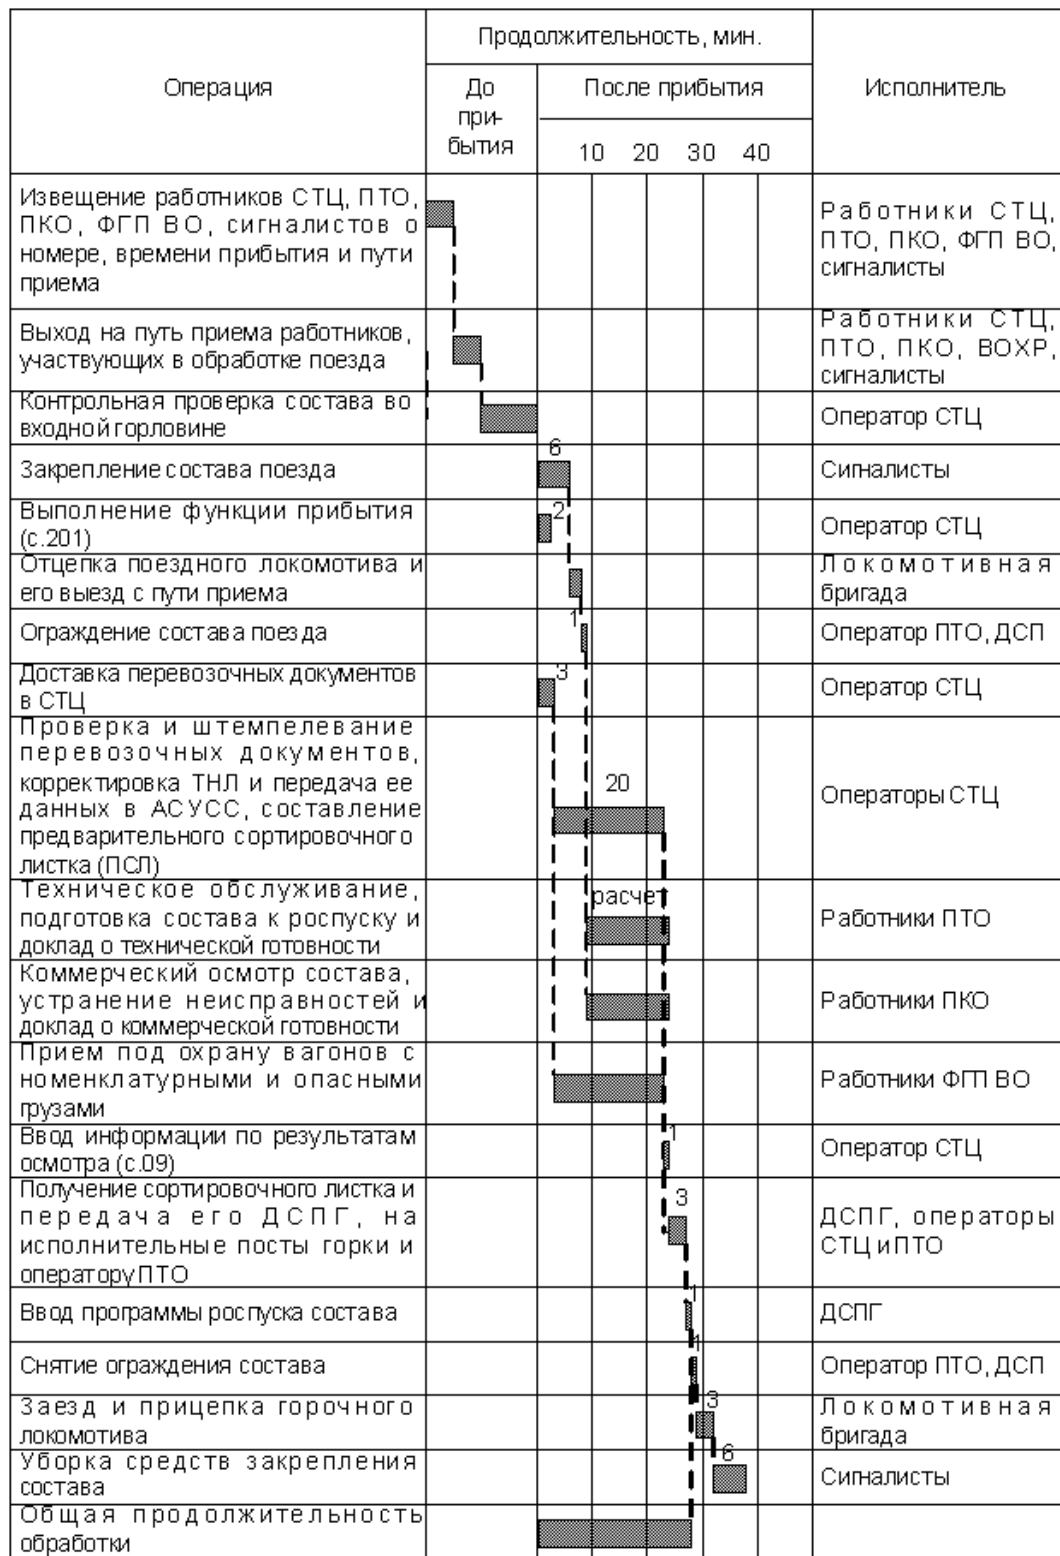 Операция
Продолжительность, мин.
Исполнитель
До
при-
бытия
После прибытия
10 20 30 40
Извещение работников СТЦ, ПТО,
ПКО, ФГП ВО, сигналистов о
номере, времени прибытия и пути
приема
Работники СТЦ,
ПТО, ПКО, ФГП ВО,
сигналисты
Выход на путь приема работников,
участвующих в обработке поезда
Работники СТЦ,
ПТО, ПКО, ВОХР,
сигналисты
Контрольная проверка состава во
входной горловине
Оператор СТЦ
Закрепление состава поезда
6
Сигналисты
Выполнение функции прибытия
(с.201)
2
Оператор СТЦ
Отцепка поездного локомотива и
его выезд с пути приема
Локомотивная
бригада
Ограждение состава поезда
1
Оператор ПТО, ДСП
Доставка перевозочных документов
в СТЦ
3
Оператор СТЦ
Проверка и штемпелевание
перевозочных документов,
корректировка ТНЛ и передача ее
данных в АСУСС, составление
предварительного сортировочного
листка (ПСЛ)
20
Операторы СТЦ
Техническое обслуживание,
подготовка состава к роспуску и
доклад о технической готовности
расчет
Работники ПТО
Коммерческий осмотр состава,
устранение неисправностей и
доклад о коммерческой готовности
Работники ПКО
Прием под охрану вагонов с
номенклатурными и опасными
грузами
Работники ФГП ВО
Ввод информации по результатам
осмотра (с.09)
1
Оператор СТЦ
Получение сортировочного листка и
передача его ДСПГ, на
исполнительные посты горки и
оператору ПТО
3
ДСПГ, операторы
СТЦ и ПТО
Ввод программы роспуска состава
1
ДСПГ
Снятие ограждения состава
1
Оператор ПТО, ДСП
Заезд и прицепка горочного
локомотива
3
Локомотивная
бригада
Уборка средств закрепления
состава
6
Сигналисты
Общая продолжительность
обработки